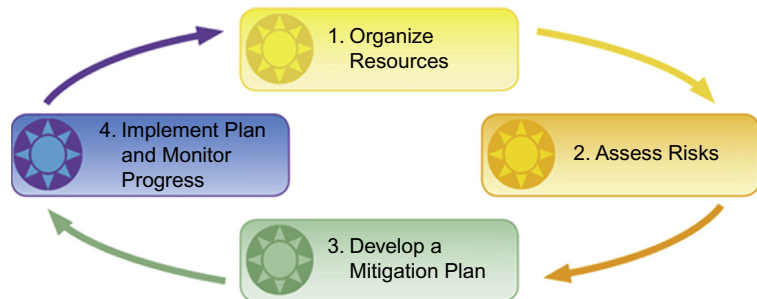 1. Organize
Resources
2. Assess Risks
3. Develop a
Mitigation Plan
4. Implement Plan
and Monitor
Progress